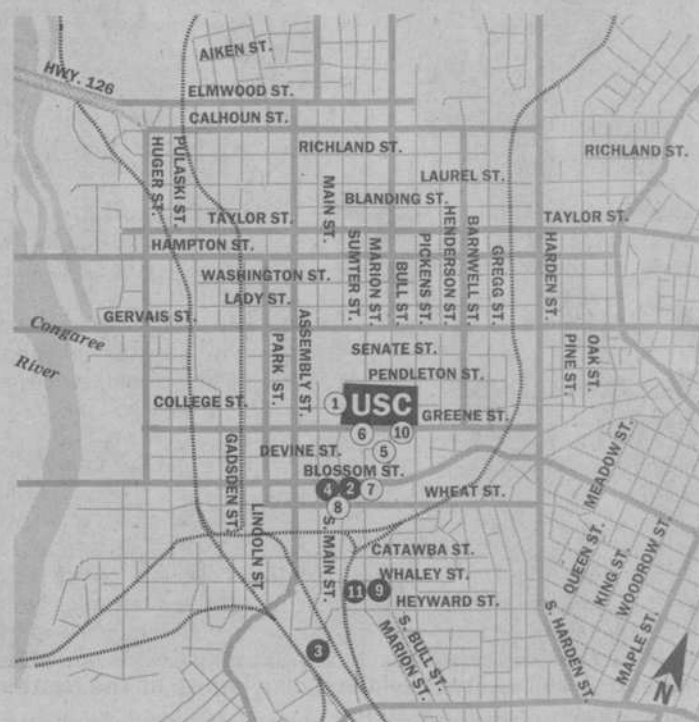 AIKEN ST.
HWY. 126
ELMWOOD ST.
CALHOUN ST.
RICHLAND ST.
RICHLAND ST.
HUGER ST.
PULASKI ST.
LAUREL ST.
BLANDING ST.
MAIN ST.
TAYLOR ST.
TAYLOR ST.
HAMPTON ST.
SUMTER ST.
MARION ST.
BULL ST.
PICKENS ST.
HENDERSON ST.
BARNWELL ST.
GREGG ST.
HARDEN ST.
WASHINGTON ST.
LADY ST.
GERVAIS ST.
Congaree
River
PARK ST.
ASSEMBLY ST.
SENATE ST.
PENDLETON ST.
PINE ST.
OAK ST.
COLLEGE ST.
1
USC
GREENE ST.
6
10
5
DEVINE ST.
BLOSSOM ST.
GADSDEN ST.
4
2
7
8
WHEAT ST.
MEADOW ST.
LINCOLN ST
S. MAIN ST.
CATAWBA ST.
WHALEY ST.
11
9
HEYWARD ST.
QUEEN ST.
KING ST.
WOODROW ST.
MAPLE ST.
3
S. BULL ST.
MARION ST.
S. HARDEN ST.
N